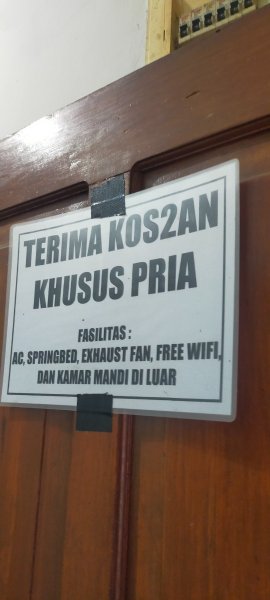 TERIMA KOS2AN
KHUSUS PRIA
FASILITAS :
AC, SPRINGBED, EXHAUST FAN, FREE WIFI,
DAN KAMAR MANDI DI LUAR